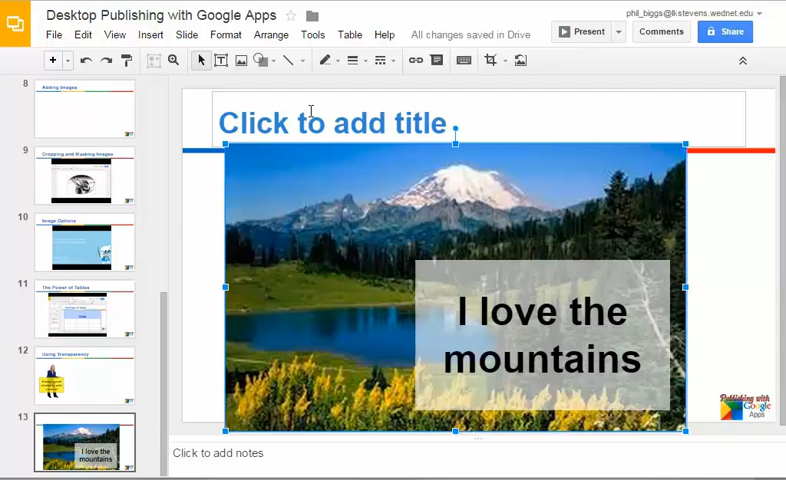 Desktop Publishing with Google Apps
phil_biggs@lkstevens.wednet.edu
File Edit View Insert Slide Format Arrange Tools Table Help All changes saved in Drive
Present Comments Share
8
Adding Images
9
Cropping and Masking Images
10
Image Options
11
The Power of Tables
12
Using Transparency
13
I love the
mountains
Click to add title
I love the
mountains
Publishing with
Google
Apps
Click to add notes